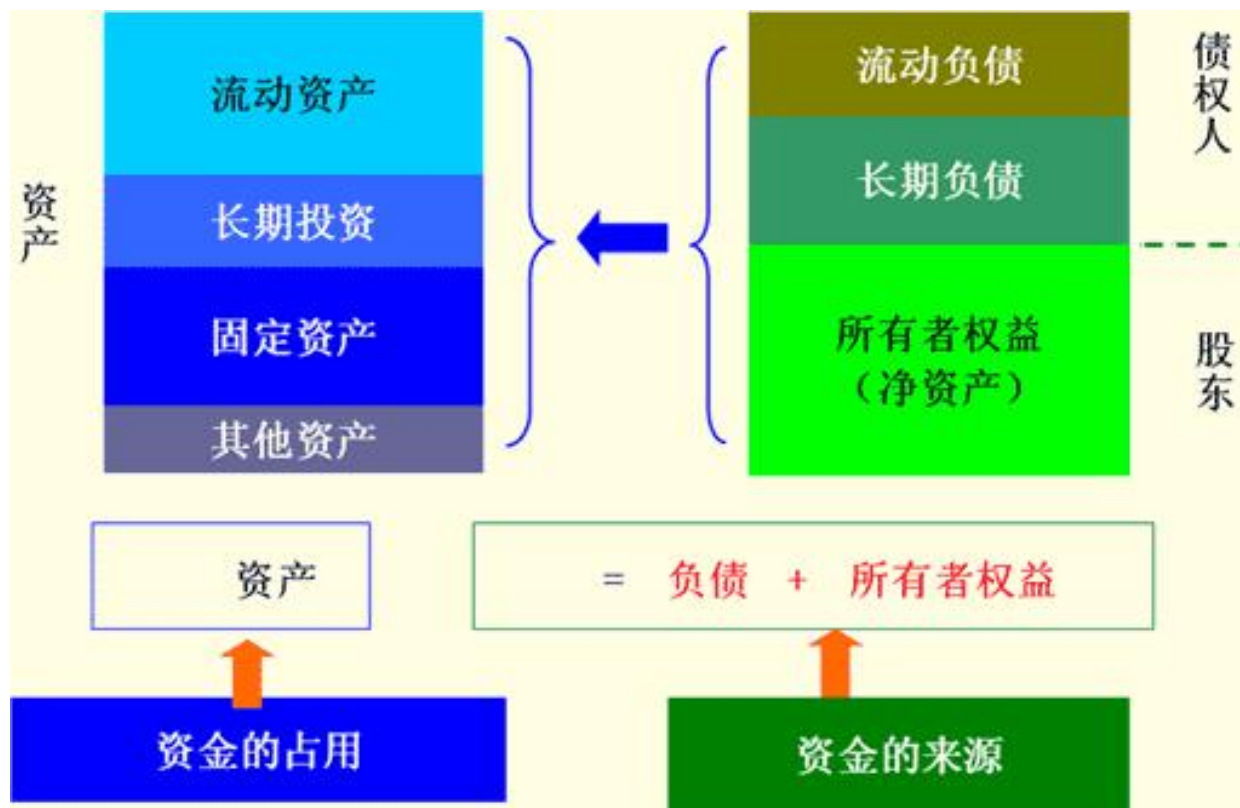 资产
流动资产
长期投资
固定资产
其他资产
流动负债
长期负债
所有者权益
（净资产）
债权人
股东
资产
= 负债 + 所有者权益
资金的占用
资金的来源